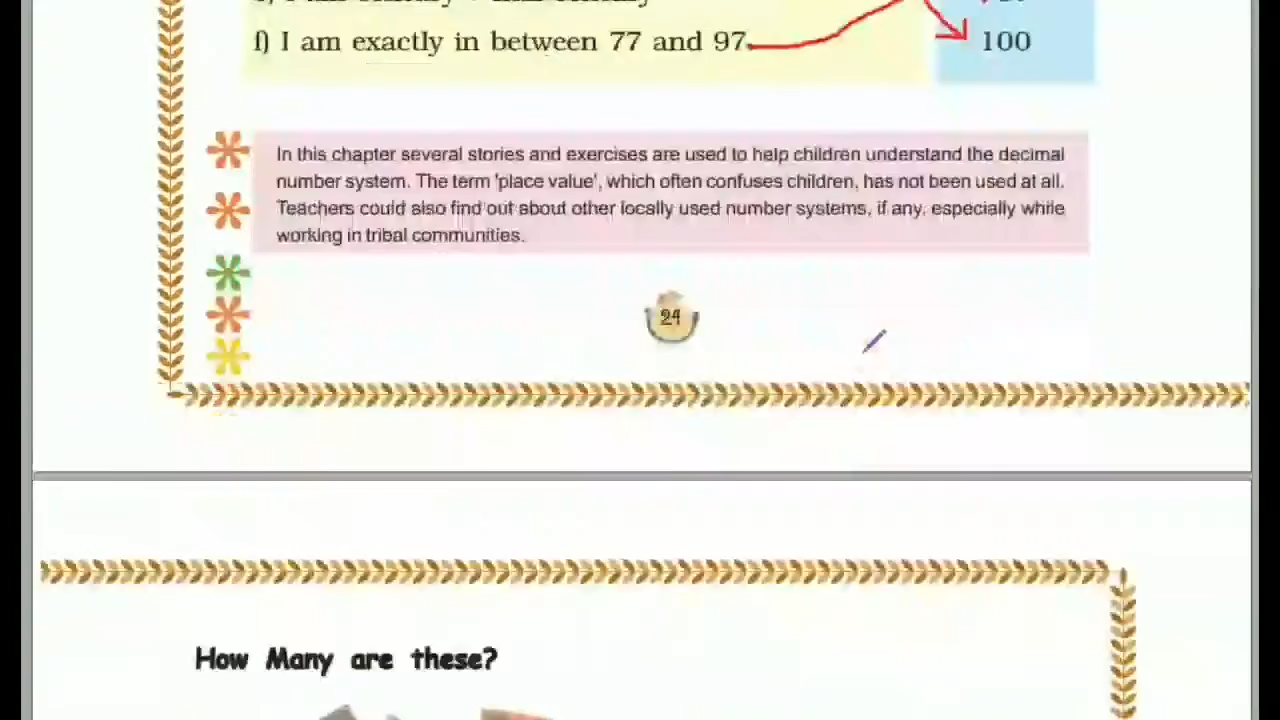 f) I am exactly in between 77 and 97.
100
In this chapter several stories and exercises are used to help children understand the decimal
number system. The term 'place value', which often confuses children, has not been used at all.
Teachers could also find out about other locally used number systems, if any, especially while
working in tribal communities.
24
How Many are these?